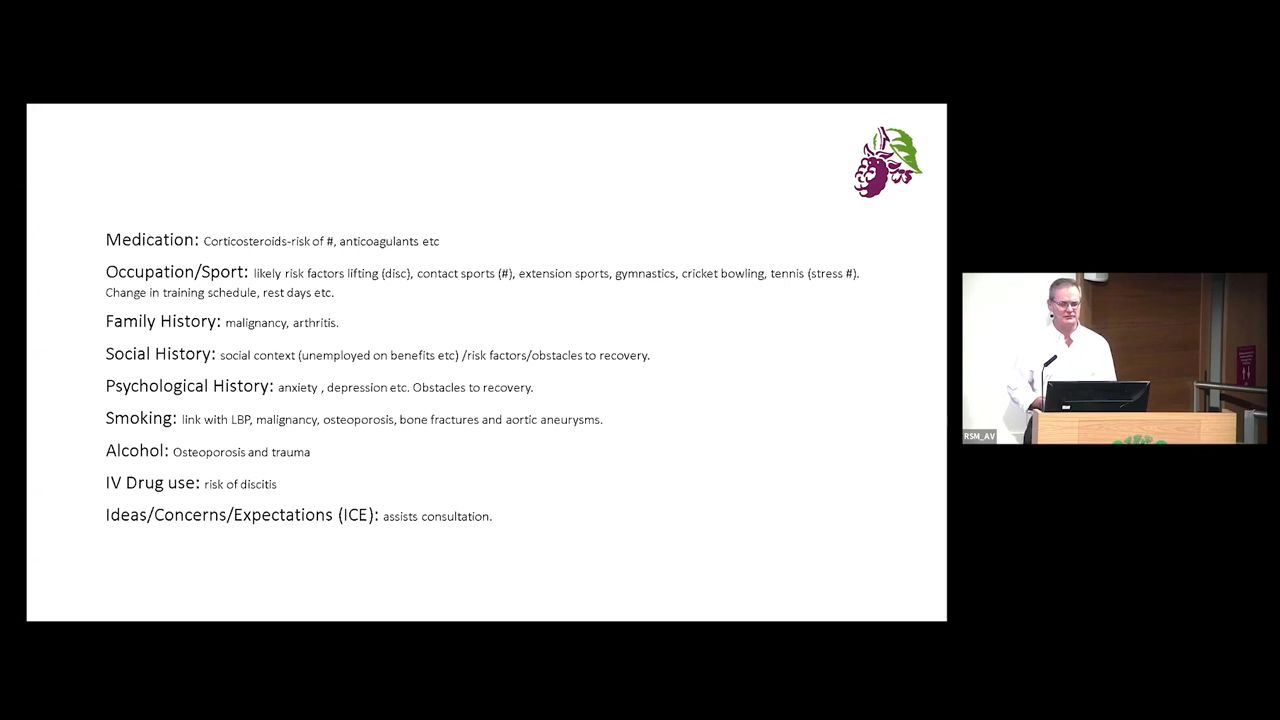 Medication: Corticosteroids-risk of #, anticoagulants etc
Occupation/Sport: likely risk factors lifting (disc), contact sports (#), extension sports, gymnastics, cricket bowling, tennis (stress #).
Change in training schedule, rest days etc.
Family History: malignancy, arthritis.
Social History: social context (unemployed on benefits etc) /risk factors/obstacles to recovery.
Psychological History: anxiety , depression etc. Obstacles to recovery.
Smoking: link with LBP, malignancy, osteoporosis, bone fractures and aortic aneurysms.
Alcohol: Osteoporosis and trauma
IV Drug use: risk of discitis
Ideas/Concerns/Expectations (ICE): assists consultation.
RSM_AV